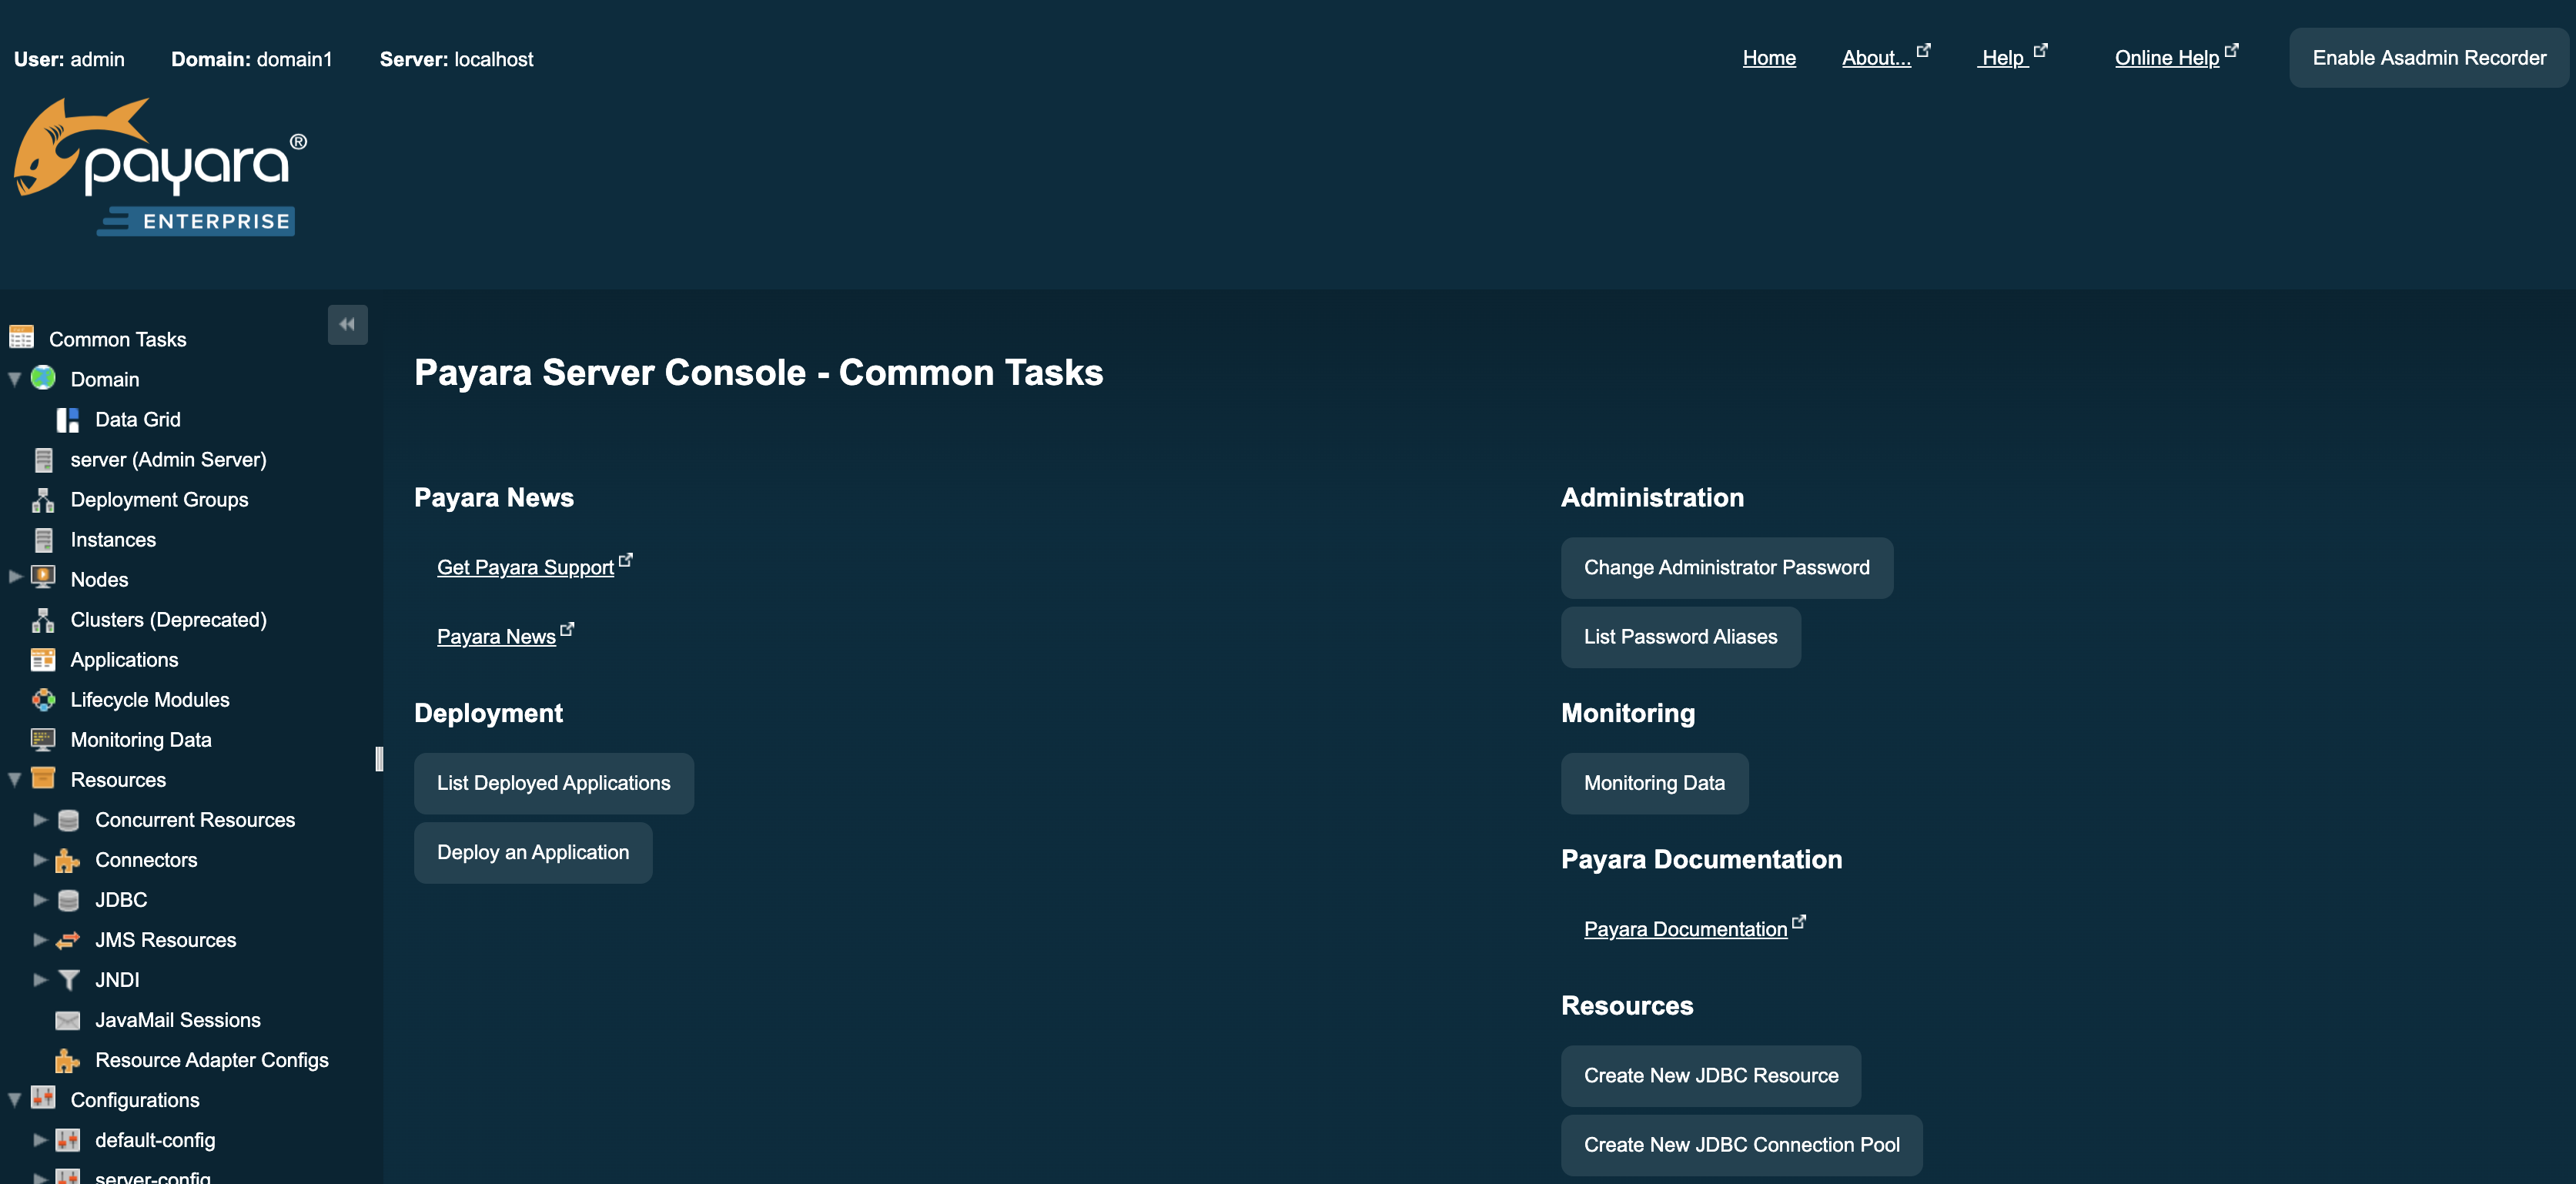 User: admin Domain: domain1 Server: localhost
Home About... Help Online Help Enable Asadmin Recorder
payara®
ENTERPRISE
Common Tasks
Domain
Data Grid
server (Admin Server)
Deployment Groups
Instances
Nodes
Clusters (Deprecated)
Applications
Lifecycle Modules
Monitoring Data
Resources
Concurrent Resources
Connectors
JDBC
JMS Resources
JNDI
JavaMail Sessions
Resource Adapter Configs
Configurations
default-config
server-config
Payara Server Console - Common Tasks
Payara News
Get Payara Support
Payara News
Deployment
List Deployed Applications
Deploy an Application
Administration
Change Administrator Password
List Password Aliases
Monitoring
Monitoring Data
Payara Documentation
Payara Documentation
Resources
Create New JDBC Resource
Create New JDBC Connection Pool